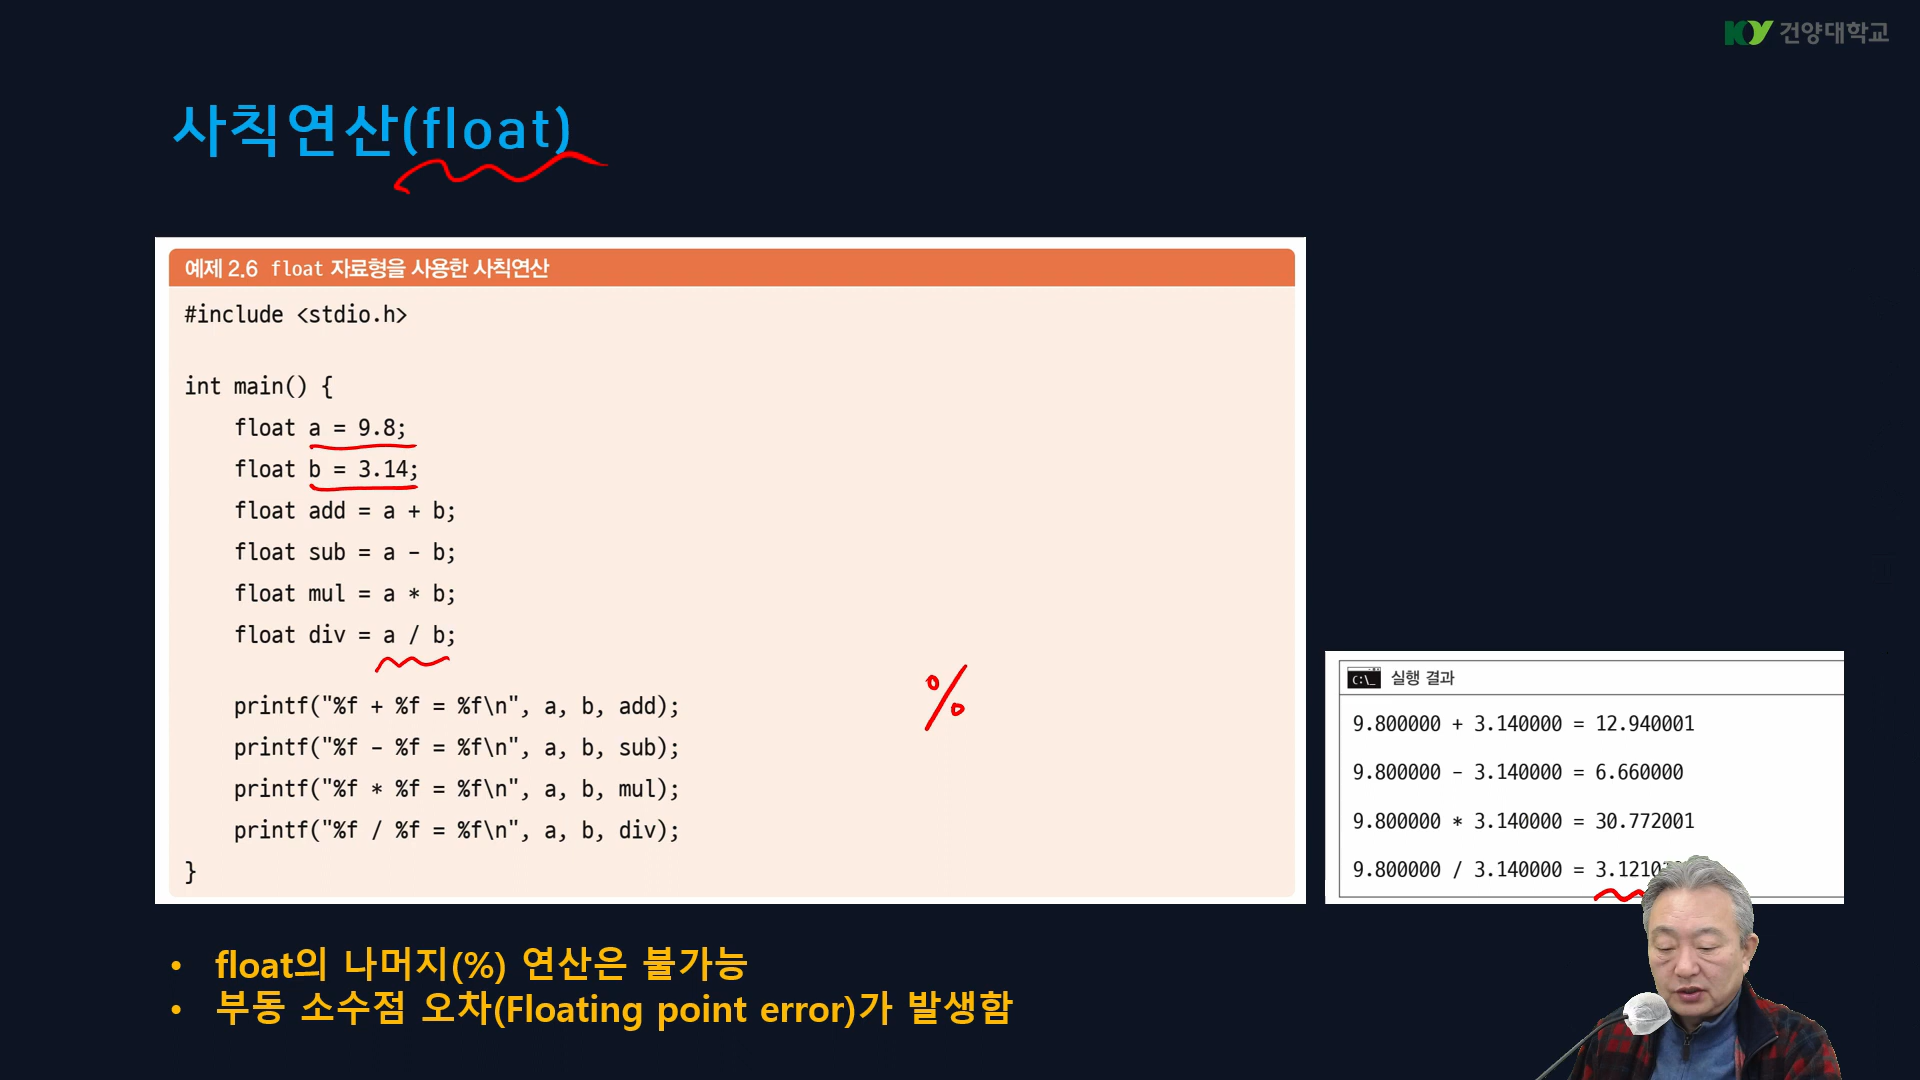 건양대학교
사칙연산(float)
예제 2.6 float 자료형을 사용한 사칙연산
#include <stdio.h>
int main() {
float a = 9.8;
float b = 3.14;
float add = a + b;
float sub = a - b;
float mul = a * b;
float div = a / b;
%
printf("%f + %f = %f\n", a, b, add);
printf("%f - %f = %f\n", a, b, sub);
printf("%f * %f = %f\n", a, b, mul);
printf("%f / %f = %f\n", a, b, div);
}
C:\_ 실행 결과
9.800000 + 3.140000 = 12.940001
9.800000 - 3.140000 = 6.660000
9.800000 * 3.140000 = 30.772001
9.800000 / 3.140000 = 3.1210
• float의 나머지(%) 연산은 불가능
• 부동 소수점 오차(Floating point error)가 발생함